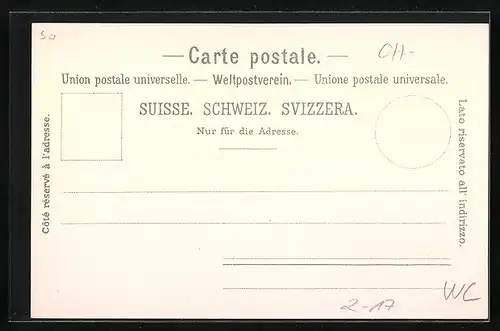 — Carte postale. —
CH-
Union postale universelle. — Weltpostverein. — Unione postale universale.
SUISSE. SCHWEIZ. SVIZZERA.
Nur für die Adresse.
Côté réservé à l'adresse.
Lato riservato all' indirizzo.
WC
2-17